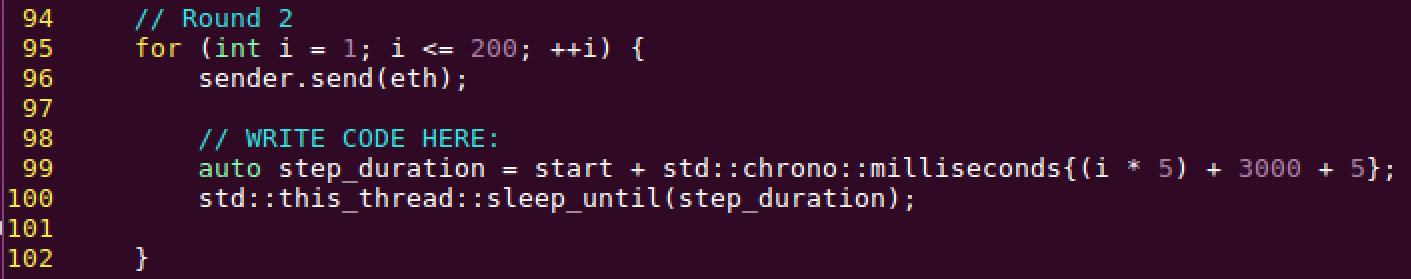 94     // Round 2
95     for (int i = 1; i <= 200; ++i) {
96         sender.send(eth);
97
98         // WRITE CODE HERE:
99         auto step_duration = start + std::chrono::milliseconds{(i * 5) + 3000 + 5};
100         std::this_thread::sleep_until(step_duration);
101
102     }